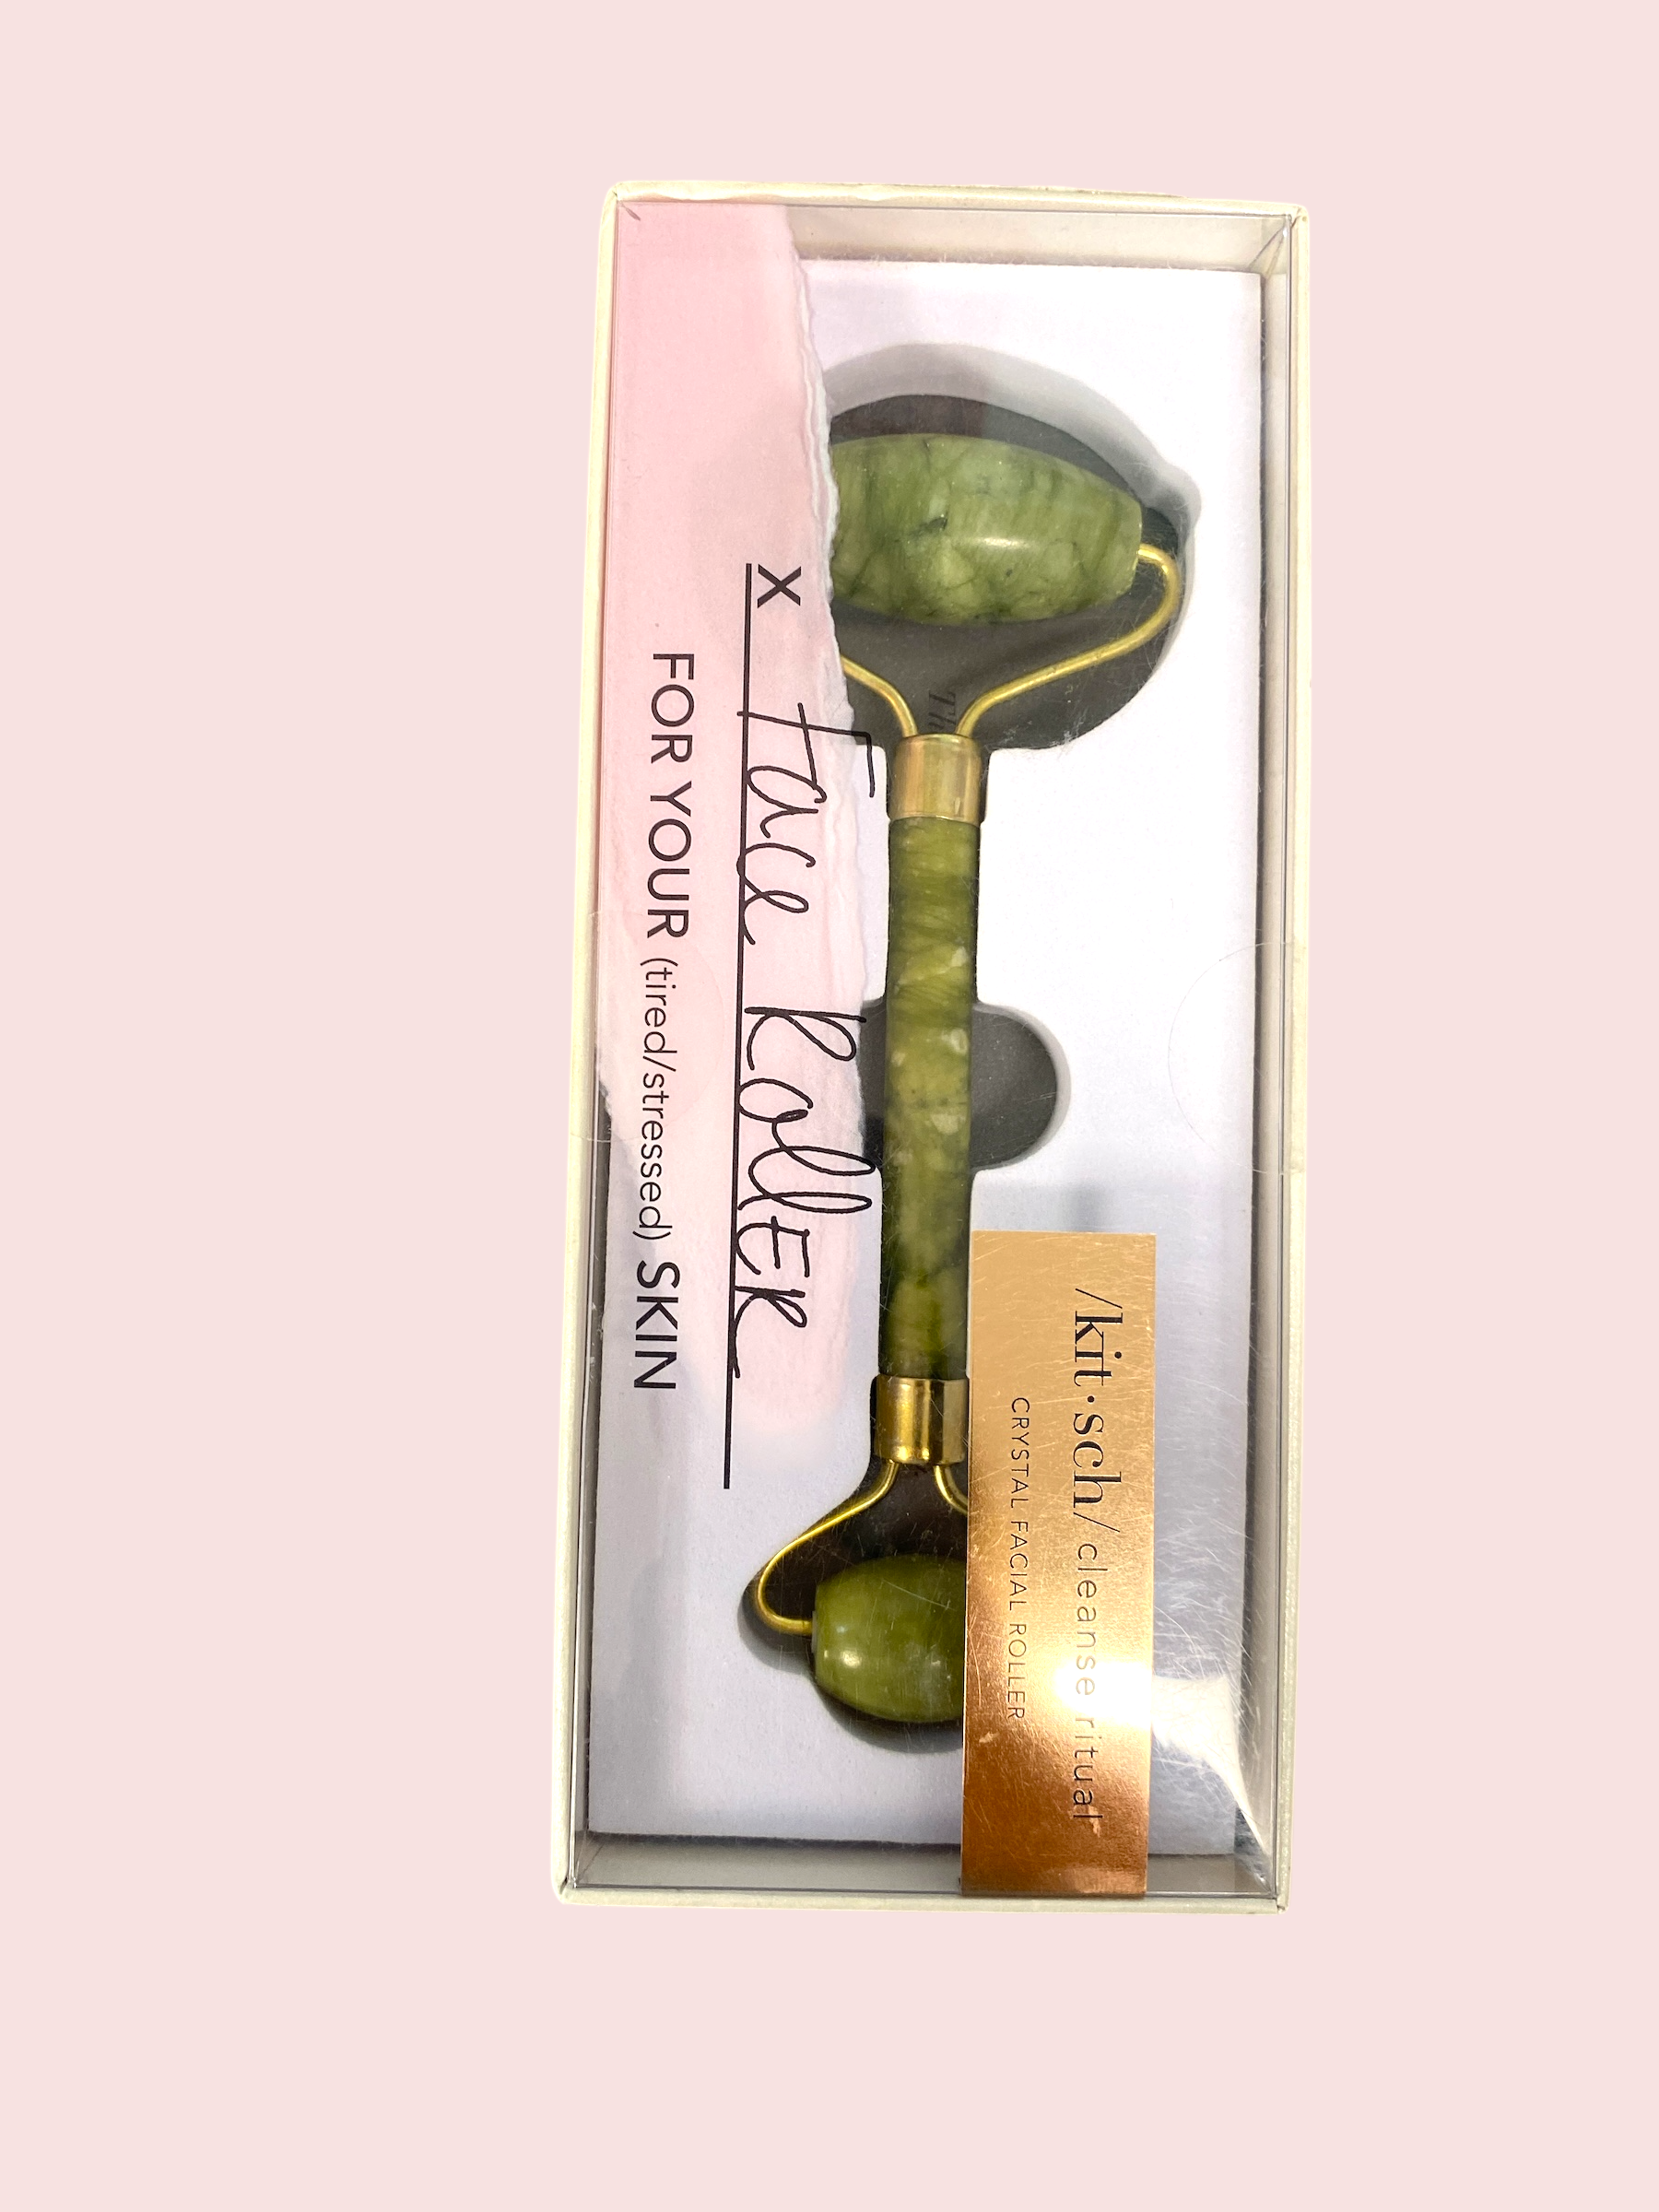 /kit·sch/ cleanse ritual
CRYSTAL FACIAL ROLLER
x Face RollER
FOR YOUR (tired/stressed) SKIN